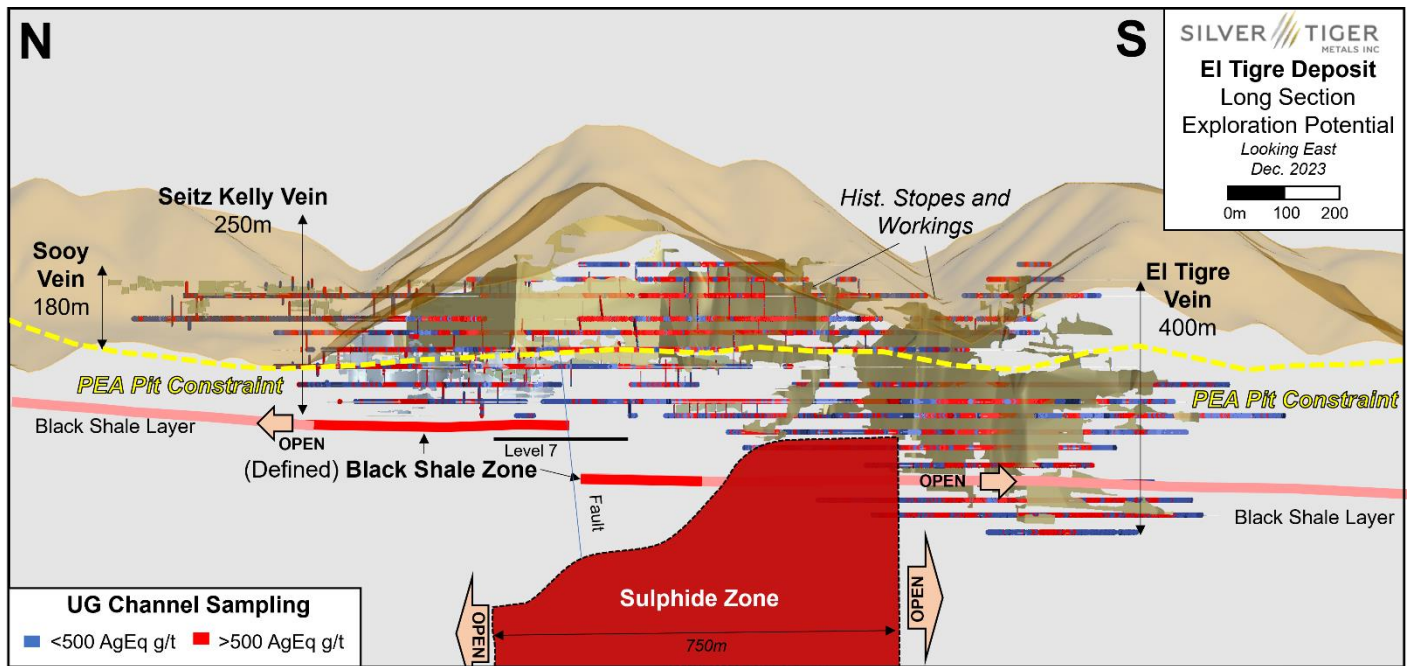 N
S
SILVER TIGER
METALS INC
El Tigre Deposit
Long Section
Exploration Potential
Looking East
Dec. 2023
0m 100 200
Seitz Kelly Vein
250m
Sooy
Vein
180m
Hist. Stopes and
Workings
El Tigre
Vein
400m
PEA Pit Constraint
PEA Pit Constraint
Black Shale Layer
OPEN
Level 7
(Defined) Black Shale Zone
OPEN
Fault
Black Shale Layer
Sulphide Zone
OPEN
OPEN
750m
UG Channel Sampling
<500 AgEq g/t >500 AgEq g/t